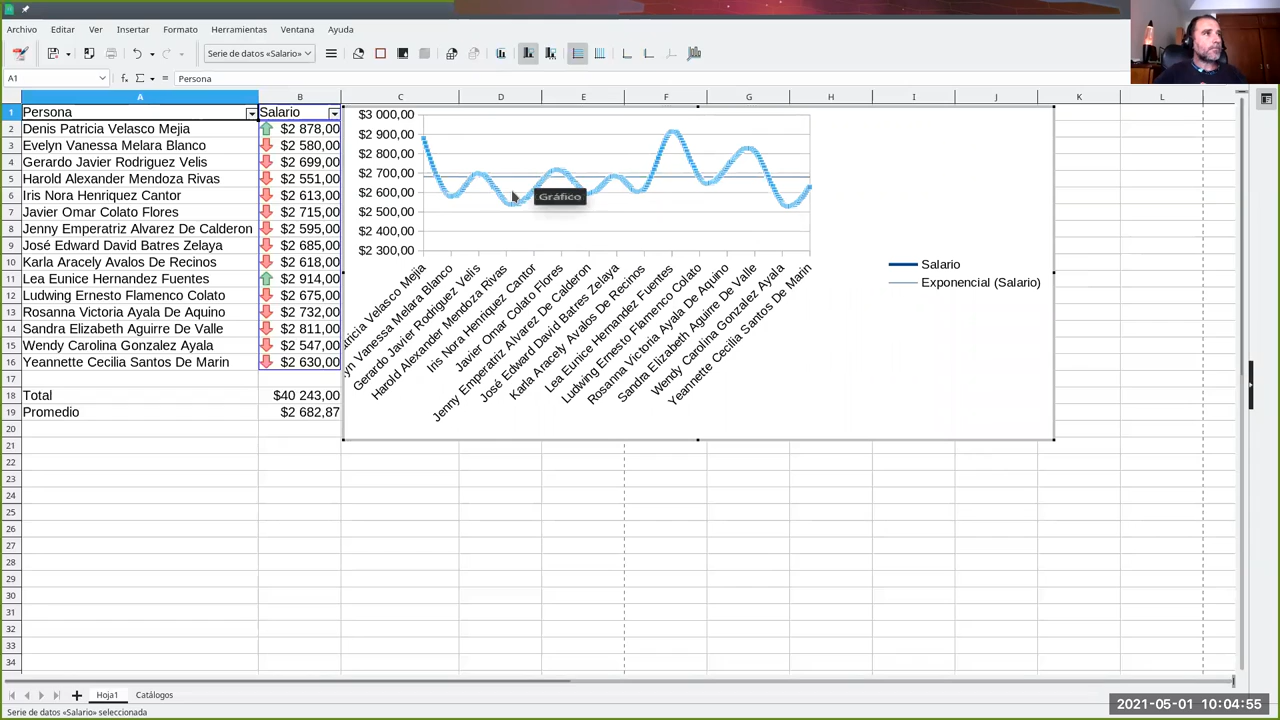 Archivo Editar Ver Insertar Formato Herramientas Ventana Ayuda
Serie de datos «Salario»
A1 Persona
A B C D E F G H I J K L
1 Persona Salario
2 Denis Patricia Velasco Mejia $2 878,00
3 Evelyn Vanessa Melara Blanco $2 580,00
4 Gerardo Javier Rodriguez Velis $2 699,00
5 Harold Alexander Mendoza Rivas $2 551,00
6 Iris Nora Henriquez Cantor $2 613,00
7 Javier Omar Colato Flores $2 715,00
8 Jenny Emperatriz Alvarez De Calderon $2 595,00
9 José Edward David Batres Zelaya $2 685,00
10 Karla Aracely Avalos De Recinos $2 618,00
11 Lea Eunice Hernandez Fuentes $2 914,00
12 Ludwing Ernesto Flamenco Colato $2 675,00
13 Rosanna Victoria Ayala De Aquino $2 732,00
14 Sandra Elizabeth Aguirre De Valle $2 811,00
15 Wendy Carolina Gonzalez Ayala $2 547,00
16 Yeannette Cecilia Santos De Marin $2 630,00
17
18 Total $40 243,00
19 Promedio $2 682,87
20
21
22
23
24
25
26
27
28
29
30
31
32
33
34
$3 000,00
$2 900,00
$2 800,00
$2 700,00
$2 600,00
$2 500,00
$2 400,00
$2 300,00
Gráfico
tricia Velasco Mejia
yn Vanessa Melara Blanco
Gerardo Javier Rodriguez Velis
Harold Alexander Mendoza Rivas
Iris Nora Henriquez Cantor
Javier Omar Colato Flores
Jenny Emperatriz Alvarez De Calderon
José Edward David Batres Zelaya
Karla Aracely Avalos De Recinos
Lea Eunice Hernandez Fuentes
Ludwing Ernesto Flamenco Colato
Rosanna Victoria Ayala De Aquino
Sandra Elizabeth Aguirre De Valle
Wendy Carolina Gonzalez Ayala
Yeannette Cecilia Santos De Marin
Salario
Exponencial (Salario)
Hoja1 Catálogos
Serie de datos «Salario» seleccionada
2021-05-01 10:04:55